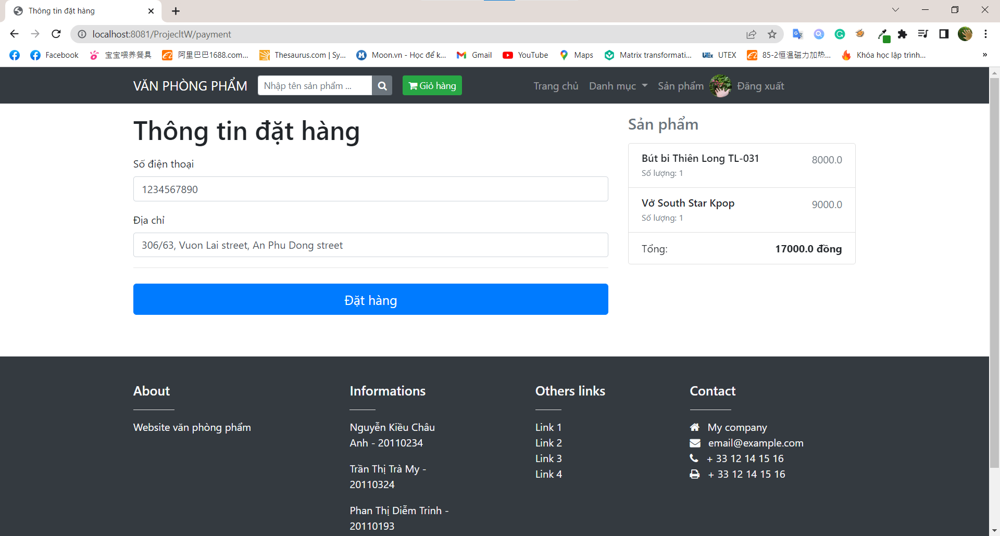 Thông tin đặt hàng
localhost:8081/ProjecltW/payment
Facebook
宝宝喂养餐具
阿里巴巴1688.com...
Thesaurus.com | Sy...
Moon.vn - Học để k...
Gmail
YouTube
Maps
Matrix transformati...
UEx UTEX
85-2恒温磁力加热...
Khóa học lập trình...
»
VĂN PHÒNG PHẨM
Nhập tên sản phẩm ...
Giỏ hàng
Trang chủ
Danh mục
Sản phẩm
Đăng xuất
Thông tin đặt hàng
Số điện thoại
1234567890
Địa chỉ
306/63, Vuon Lai street, An Phu Dong street
Đặt hàng
Sản phẩm
Bút bi Thiên Long TL-031 8000.0
Số lượng: 1
Vở South Star Kpop 9000.0
Số lượng: 1
Tổng: 17000.0 đồng
About
Website văn phòng phẩm
Informations
Nguyễn Kiều Châu
Anh - 20110234
Trần Thị Trà My -
20110324
Phan Thị Diễm Trinh -
20110193
Others links
Link 1
Link 2
Link 3
Link 4
Contact
My company
email@example.com
+ 33 12 14 15 16
+ 33 12 14 15 16